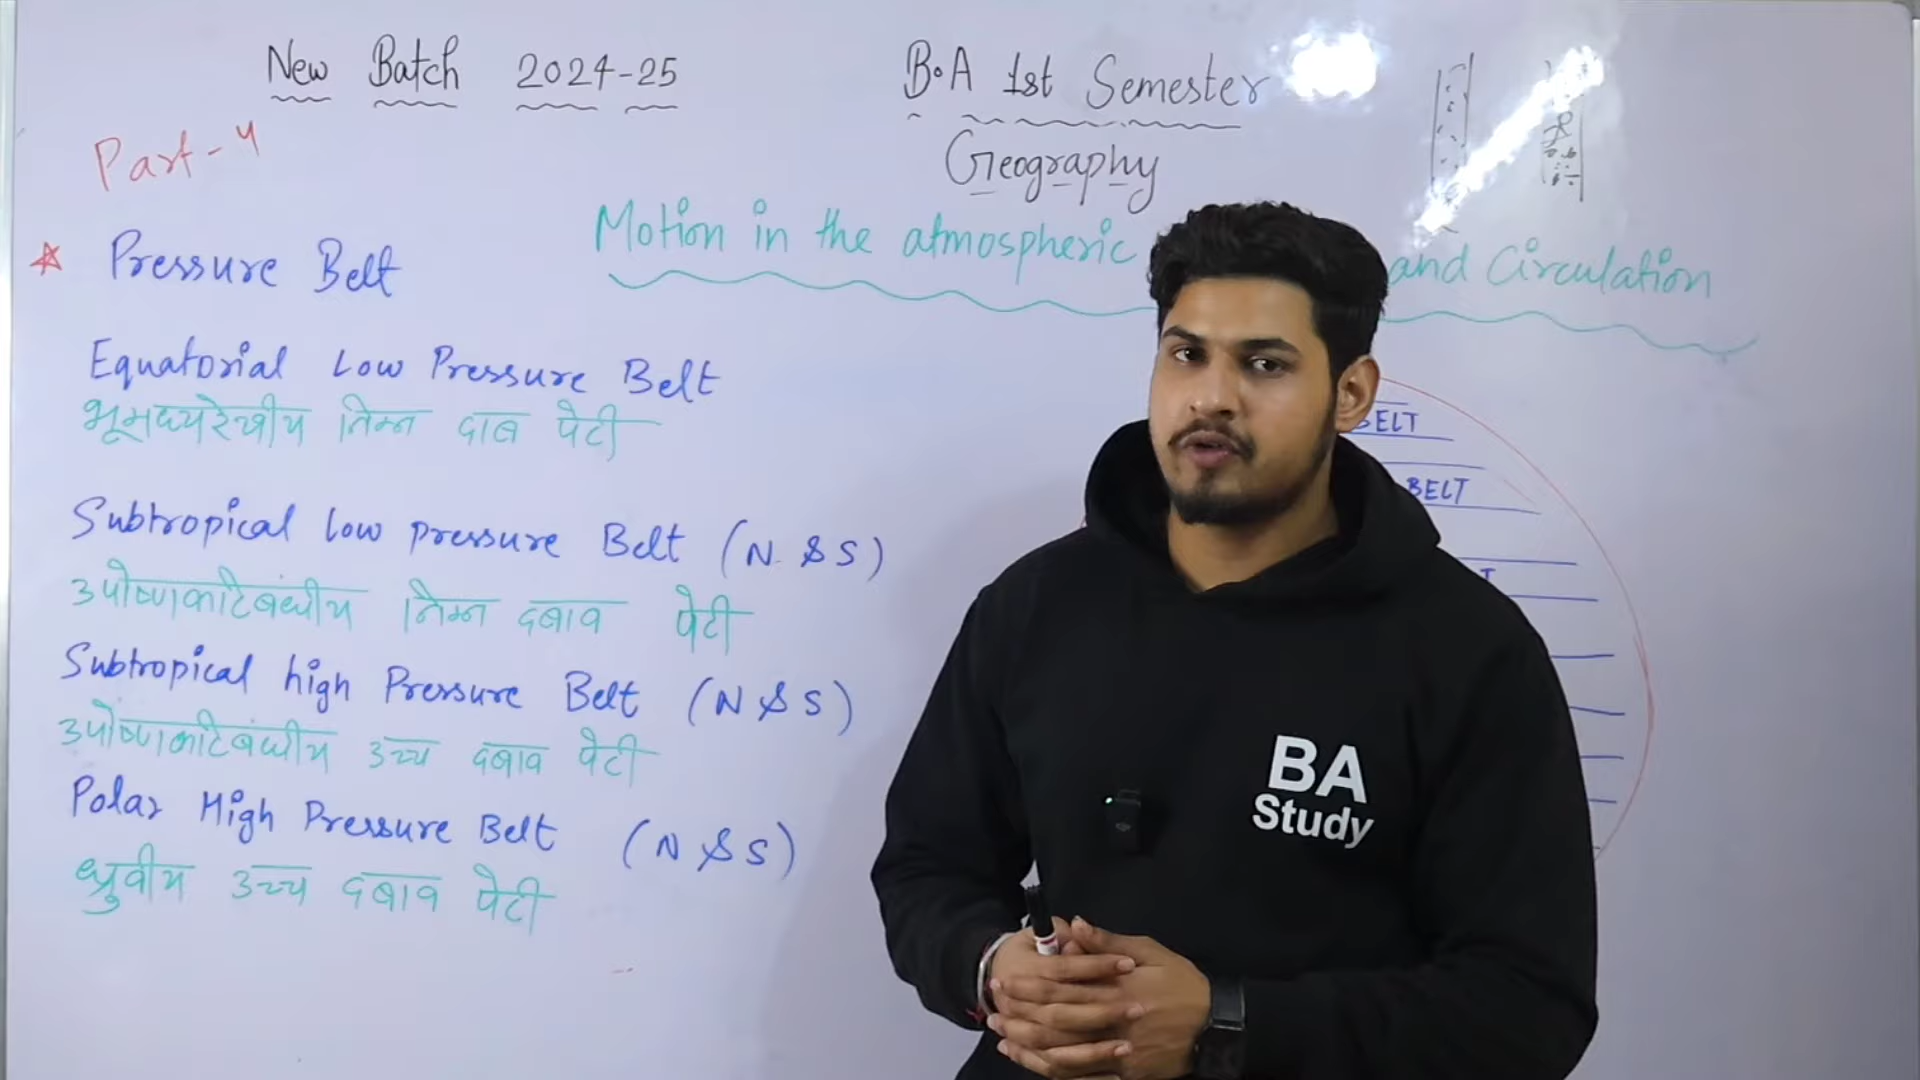 New Batch 2024-25
B.A 1st Semester
Geography
Part-4
Motion in the atmospheric and Circulation
Pressure Belt
Equatorial Low Pressure Belt
भूमध्यरेखीय निम्न दाब पेटी
Subtropical low pressure Belt (N & S)
उपोष्णकटिबंधीय निम्न दबाव पेटी
Subtropical high Pressure Belt (N & S)
उपोष्णकटिबंधीय उच्च दबाव पेटी
Polar High Pressure Belt (N & S)
ध्रुवीय उच्च दबाव पेटी
BELT
BELT
T
BA
Study